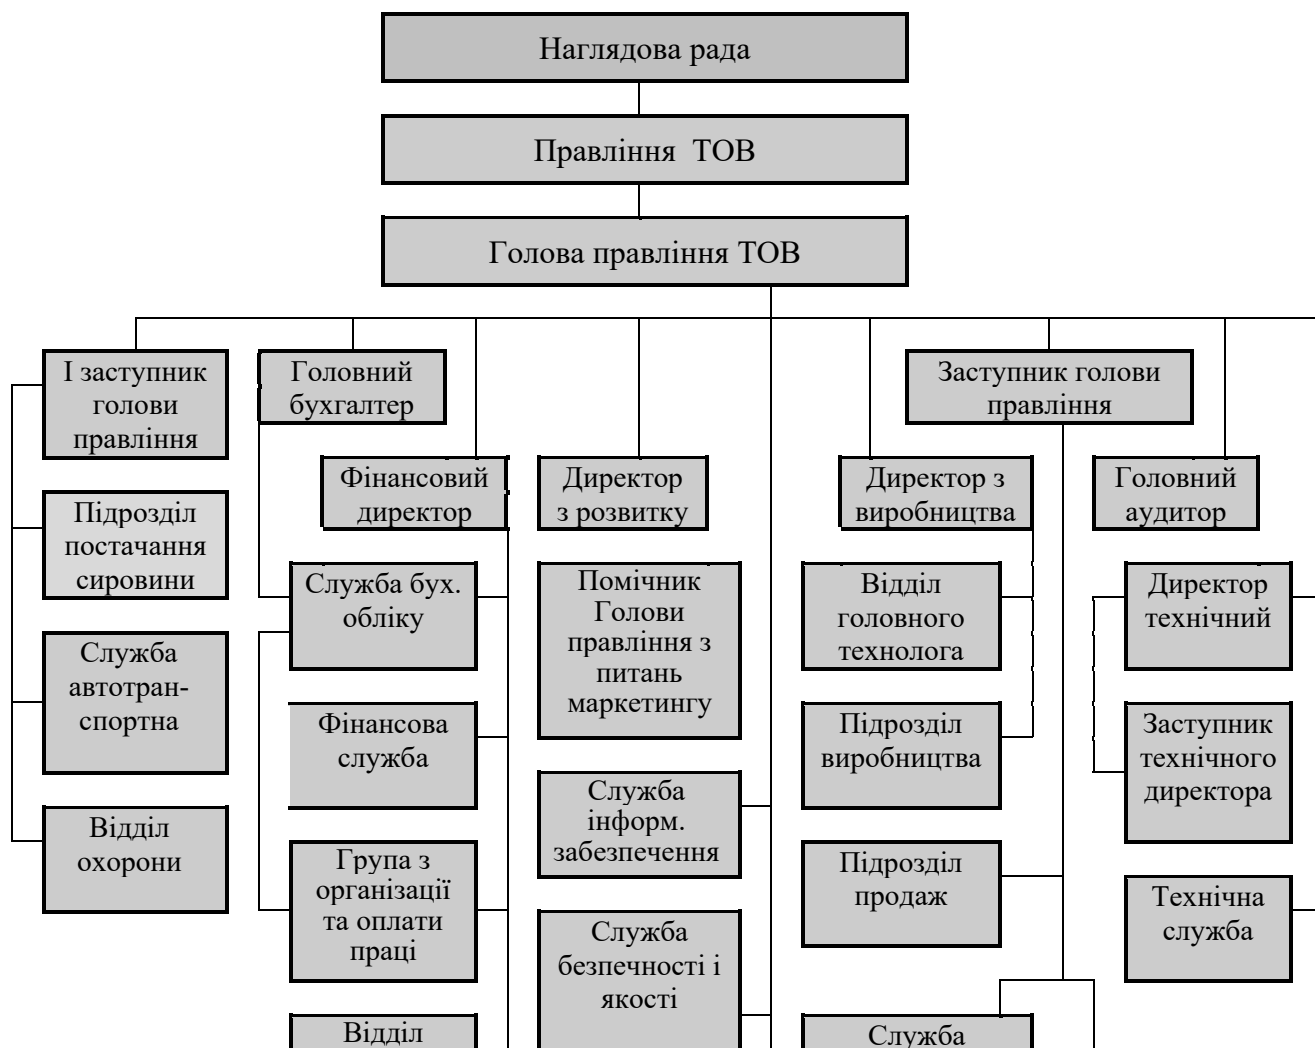 Наглядова рада
Правління ТОВ
Голова правління ТОВ
І заступник
голови
правління
Головний
бухгалтер
Заступник голови
правління
Фінансовий
директор
Директор
з розвитку
Директор з
виробництва
Головний
аудитор
Підрозділ
постачання
сировини
Служба бух.
обліку
Помічник
Голови
правління з
питань
маркетингу
Відділ
головного
технолога
Директор
технічний
Служба
автотран-
спортна
Фінансова
служба
Підрозділ
виробництва
Заступник
технічного
директора
Служба
інформ.
забезпечення
Відділ
охорони
Група з
організації
та оплати
праці
Підрозділ
продаж
Технічна
служба
Служба
безпечності і
якості
Відділ
Служба